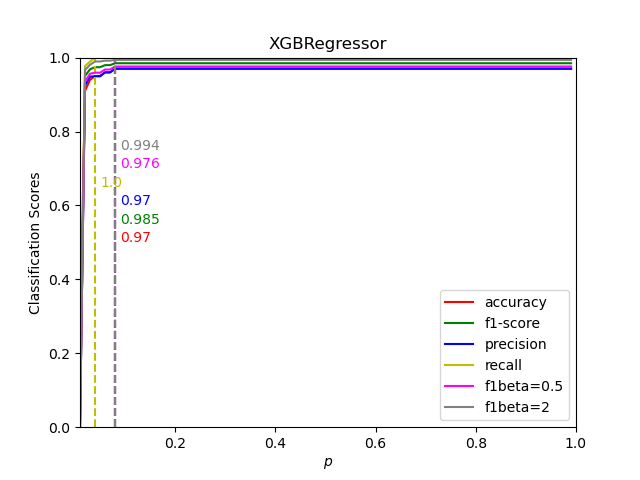 XGBRegressor
Classification Scores
1.0
0.8
0.6
0.4
0.2
0.0
0.994
0.976
1.0
0.97
0.985
0.97
accuracy
f1-score
precision
recall
f1beta=0.5
f1beta=2
0.2 0.4 0.6 0.8 1.0
p